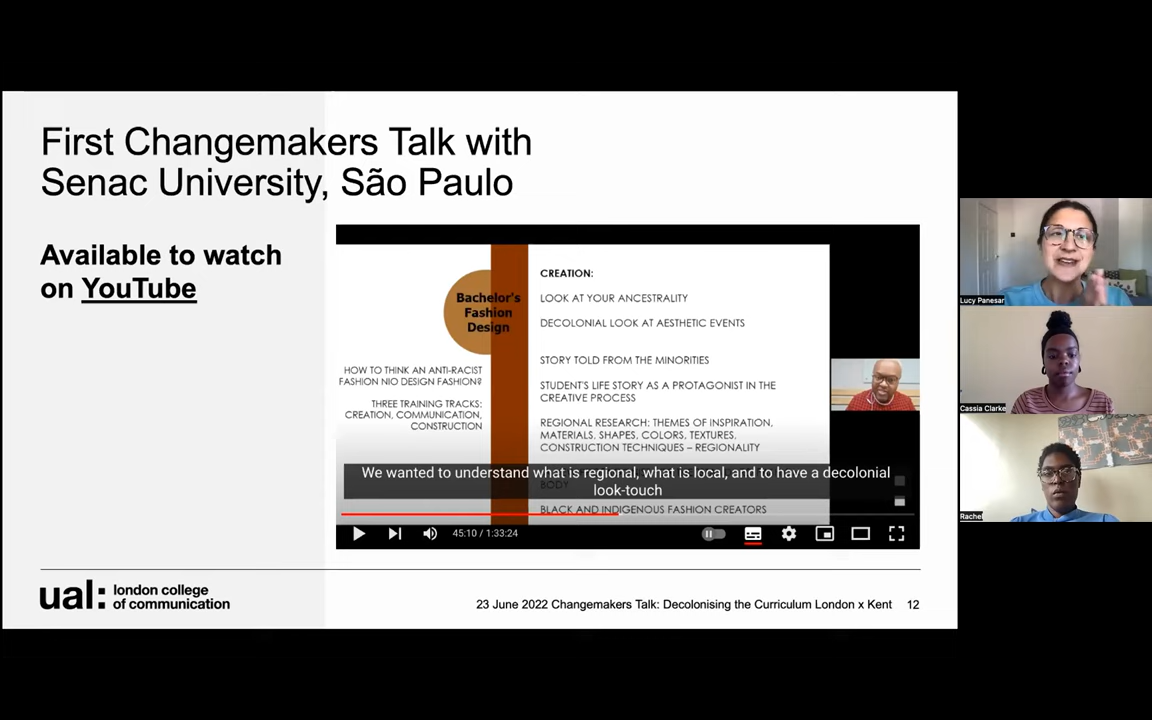 First Changemakers Talk with
Senac University, São Paulo
Available to watch
on YouTube
Bachelor's
Fashion
Design
HOW TO THINK AN ANTI-RACIST
FASHION NIO DESIGN FASHION?
THREE TRAINING TRACKS:
CREATION, COMMUNICATION,
CONSTRUCTION
CREATION:
LOOK AT YOUR ANCESTRALITY
DECOLONIAL LOOK AT AESTHETIC EVENTS
STORY TOLD FROM THE MINORITIES
STUDENT'S LIFE STORY AS A PROTAGONIST IN THE
CREATIVE PROCESS
REGIONAL RESEARCH: THEMES OF INSPIRATION,
MATERIALS, SHAPES, COLORS, TEXTURES,
CONSTRUCTION TECHNIQUES – REGIONALITY
We wanted to understand what is regional, what is local, and to have a decolonial
look-touch
BODY
BLACK AND INDIGENOUS FASHION CREATORS
45:10 / 1:33:24
ual: london college
of communication
23 June 2022 Changemakers Talk: Decolonising the Curriculum London x Kent 12
Lucy Panesar
Cassia Clarke
Rachel